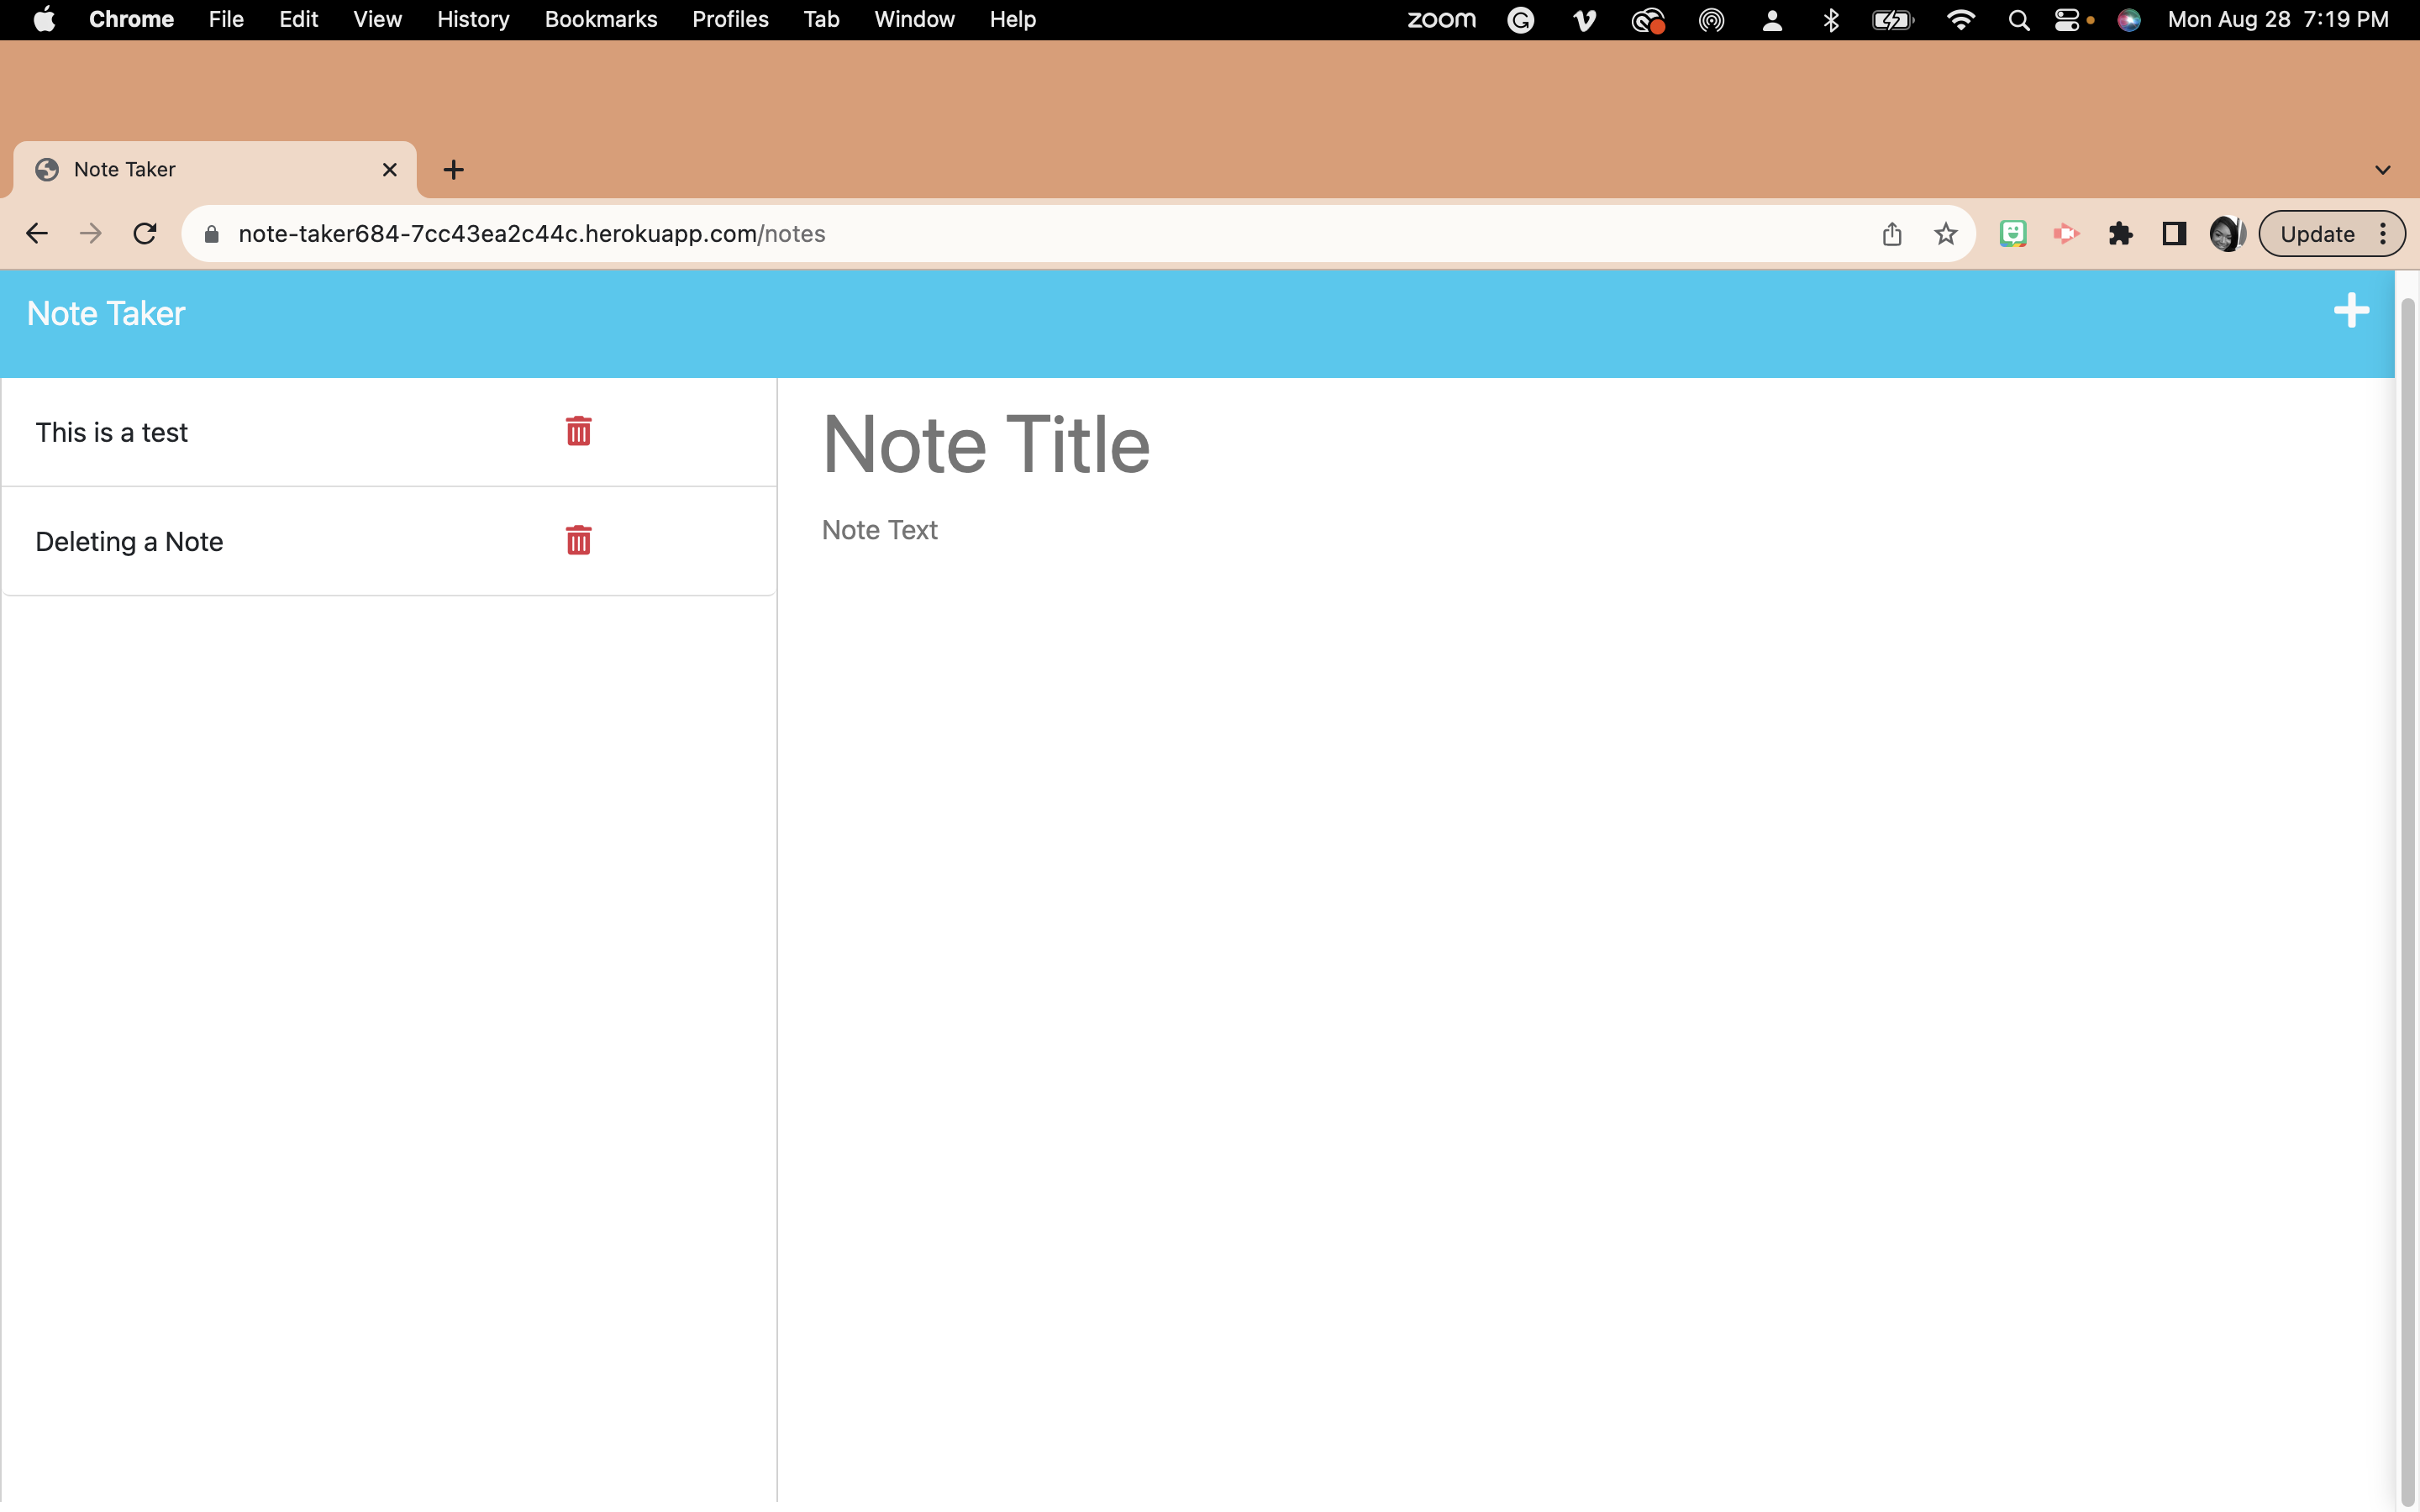 Chrome File Edit View History Bookmarks Profiles Tab Window Help zoom Mon Aug 28 7:19 PM
Note Taker
note-taker684-7cc43ea2c44c.herokuapp.com/notes Update
Note Taker
This is a test
Deleting a Note
Note Title
Note Text